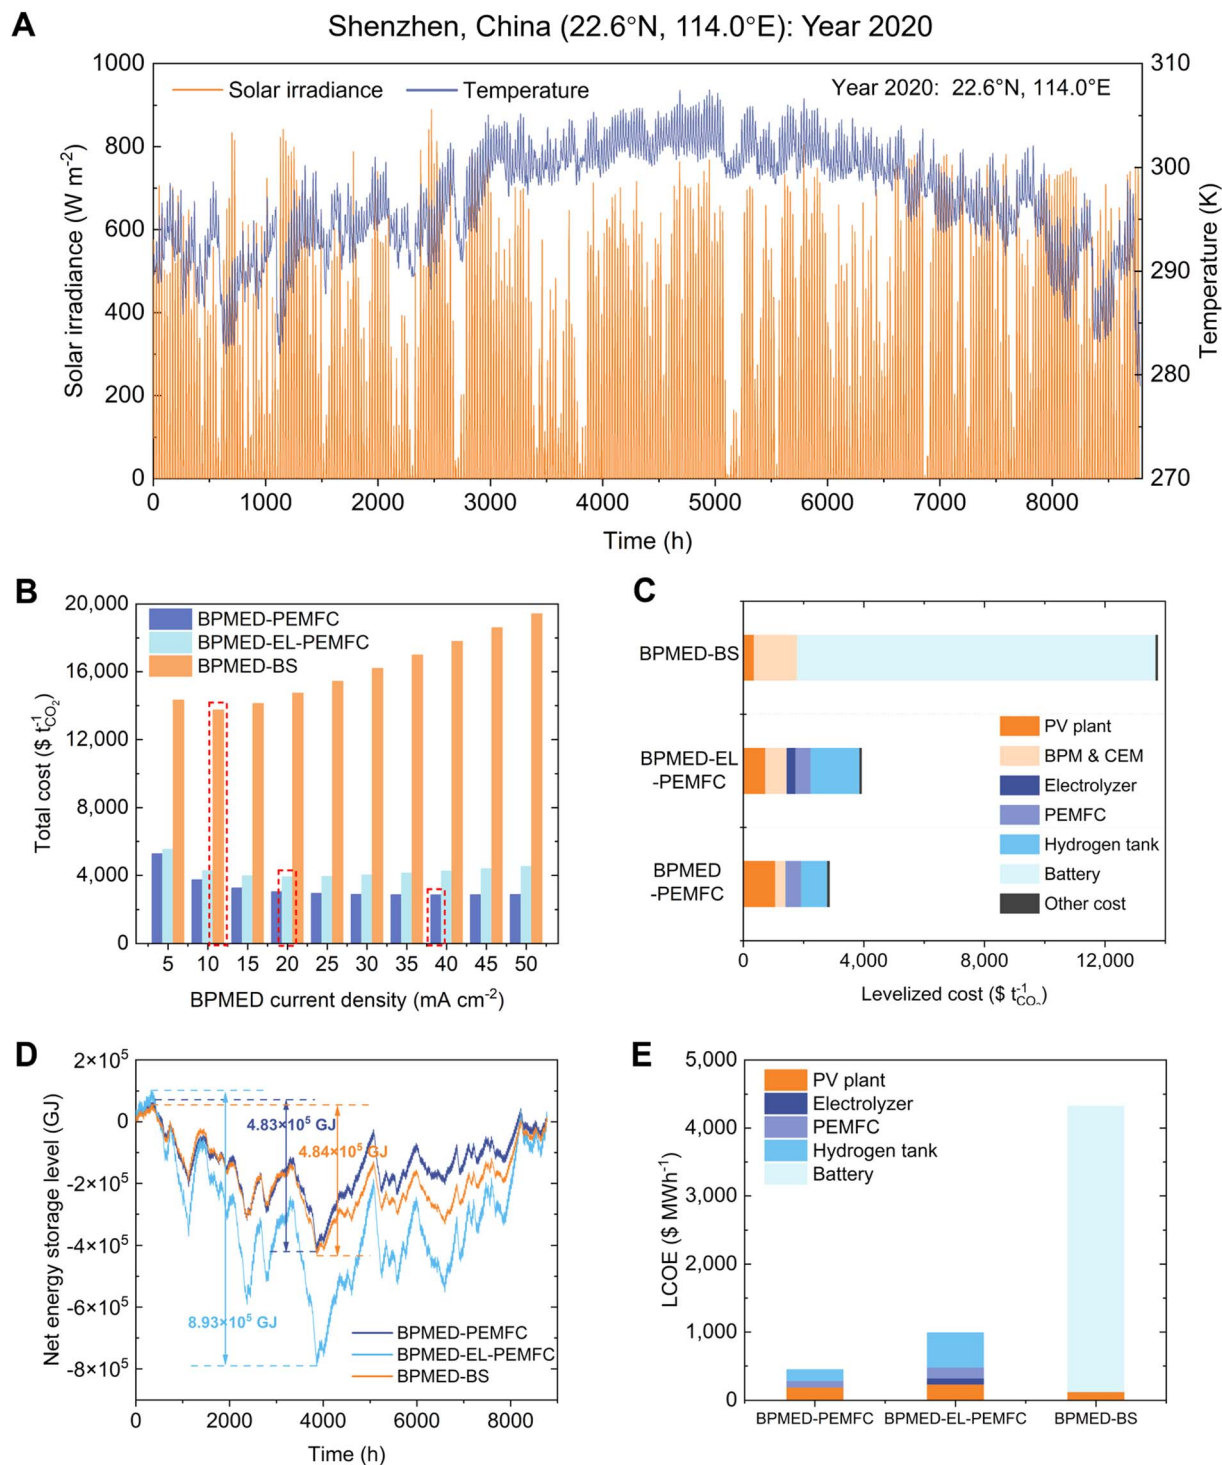 A
Shenzhen, China (22.6°N, 114.0°E): Year 2020
Solar irradiance
Temperature
Year 2020: 22.6°N, 114.0°E
Solar irradiance (W m⁻²)
1000
800
600
400
200
0
310
300
290
280
270
Temperature (K)
0 1000 2000 3000 4000 5000 6000 7000 8000
Time (h)
B
Total cost ($ t⁻¹CO₂)
20,000
16,000
12,000
8,000
4,000
0
BPMED-PEMFC
BPMED-EL-PEMFC
BPMED-BS
5 10 15 20 25 30 35 40 45 50
BPMED current density (mA cm⁻²)
C
BPMED-BS
BPMED-EL
-PEMFC
BPMED
-PEMFC
PV plant
BPM & CEM
Electrolyzer
PEMFC
Hydrogen tank
Battery
Other cost
0 4,000 8,000 12,000
Levelized cost ($ t⁻¹CO₂)
D
Net energy storage level (GJ)
2×10⁵
0
-2×10⁵
-4×10⁵
-6×10⁵
-8×10⁵
4.83×10⁵ GJ
4.84×10⁵ GJ
8.93×10⁵ GJ
BPMED-PEMFC
BPMED-EL-PEMFC
BPMED-BS
0 2000 4000 6000 8000
Time (h)
E
LCOE ($ MWh⁻¹)
5,000
4,000
3,000
2,000
1,000
0
PV plant
Electrolyzer
PEMFC
Hydrogen tank
Battery
BPMED-PEMFC BPMED-EL-PEMFC BPMED-BS